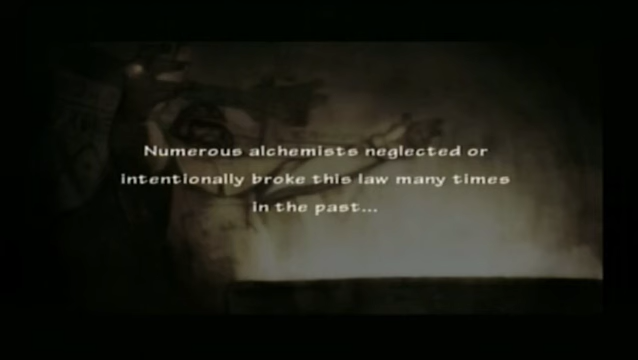 Numerous alchemists neglected or
intentionally broke this law many times
in the past...